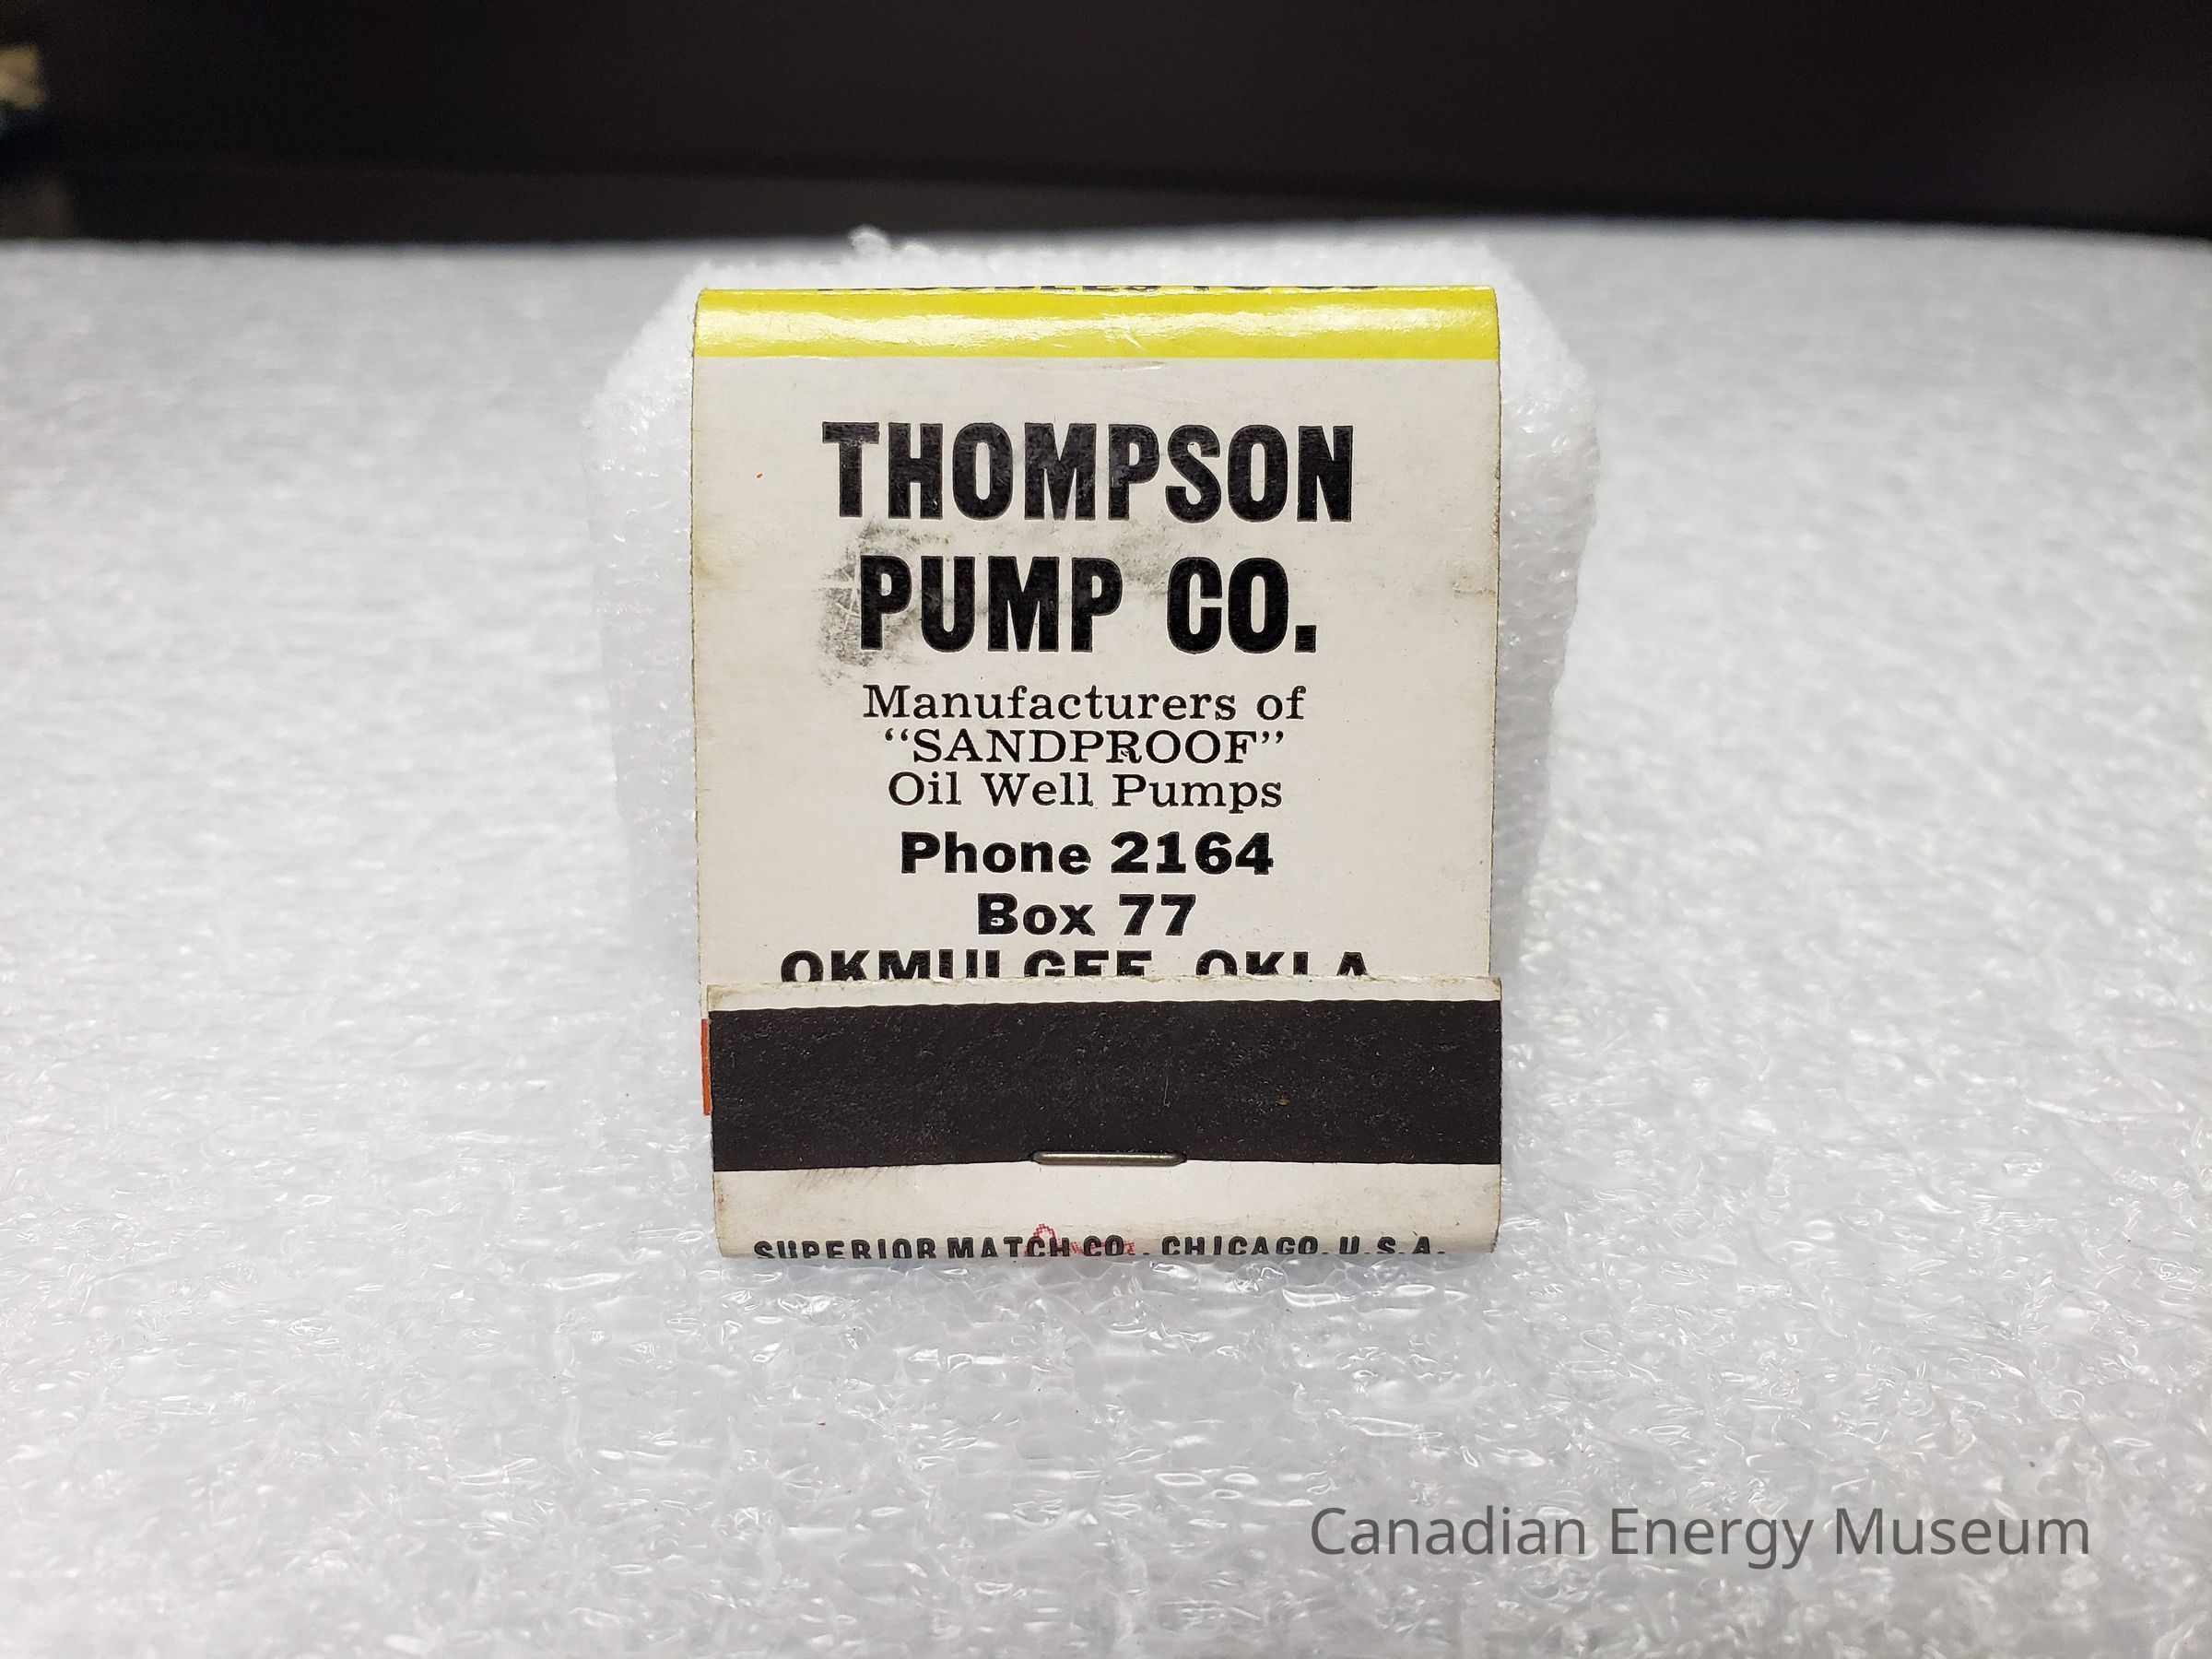 THOMPSON
PUMP CO.
Manufacturers of
“SANDPROOF”
Oil Well Pumps
Phone 2164
Box 77
OKMULGEE, OKLA.
SUPERIOR MATCH CO., CHICAGO, U.S.A.
Canadian Energy Museum